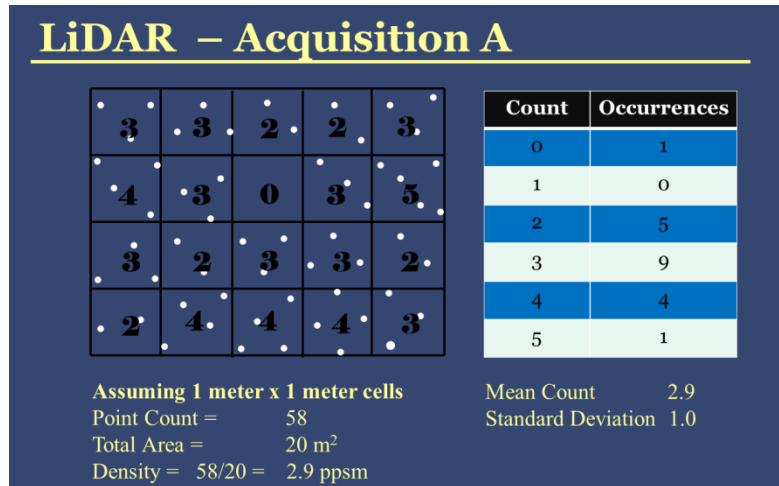 LiDAR – Acquisition A
3 3 2 2 3
4 3 0 3 5
3 2 3 3 2
2 4 4 4 3
Count Occurrences
0 1
1 0
2 5
3 9
4 4
5 1
Assuming 1 meter x 1 meter cells
Point Count = 58
Total Area = 20 m²
Density = 58/20 = 2.9 ppsm
Mean Count 2.9
Standard Deviation 1.0